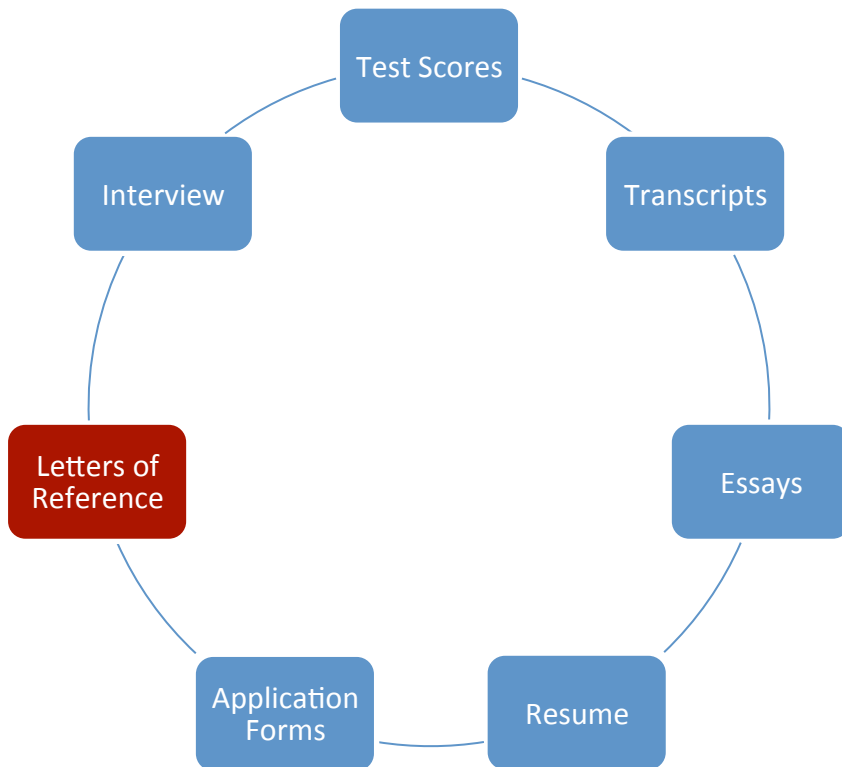 Test Scores
Interview
Transcripts
Letters of
Reference
Essays
Application
Forms
Resume